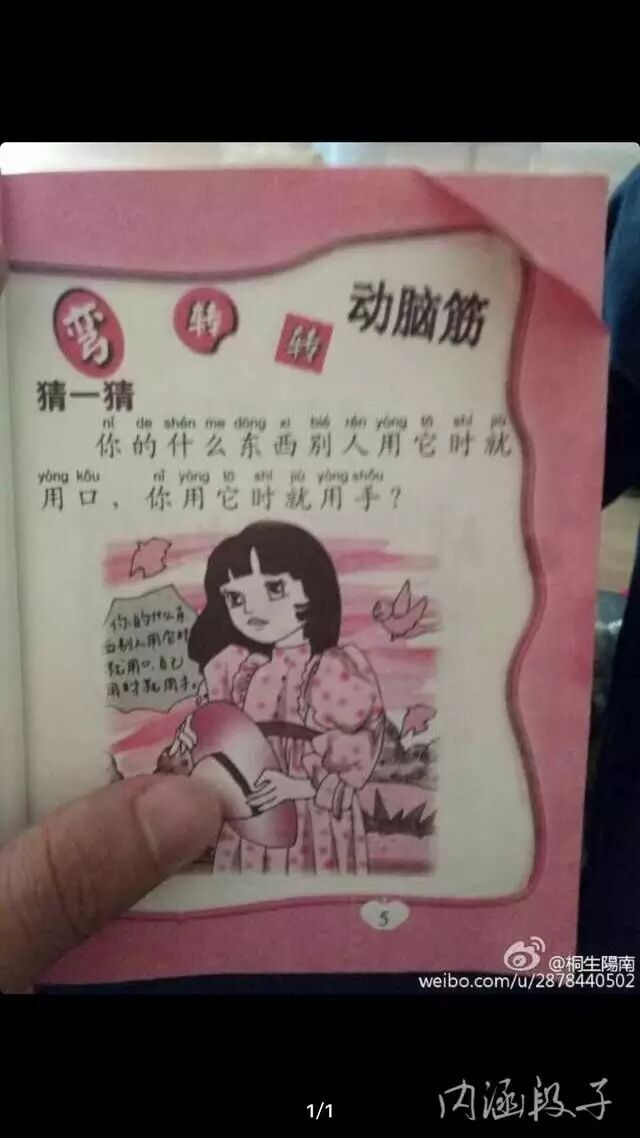 弯转转动脑筋
猜一猜
nǐ de shén me dōng xi bié rén yòng tā shí jiù
你的什么东西别人用它时就
yòng kǒu nǐ yòng tā shí jiù yòng shǒu
用口，你用它时就用手？
你的什么东
西别人用它时
就用口，自己
用时就用手。
5
@桐生陽南
weibo.com/u/2878440502
1/1
内涵段子